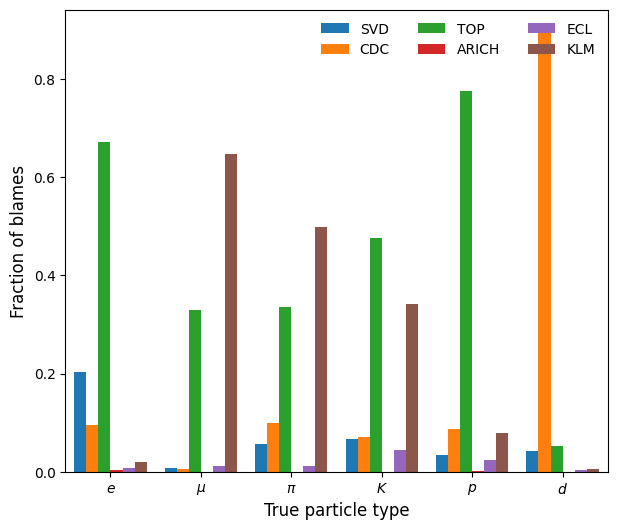 SVD TOP ECL
CDC ARICH KLM
Fraction of blames
0.8
0.6
0.4
0.2
0.0
e μ π K p d
True particle type